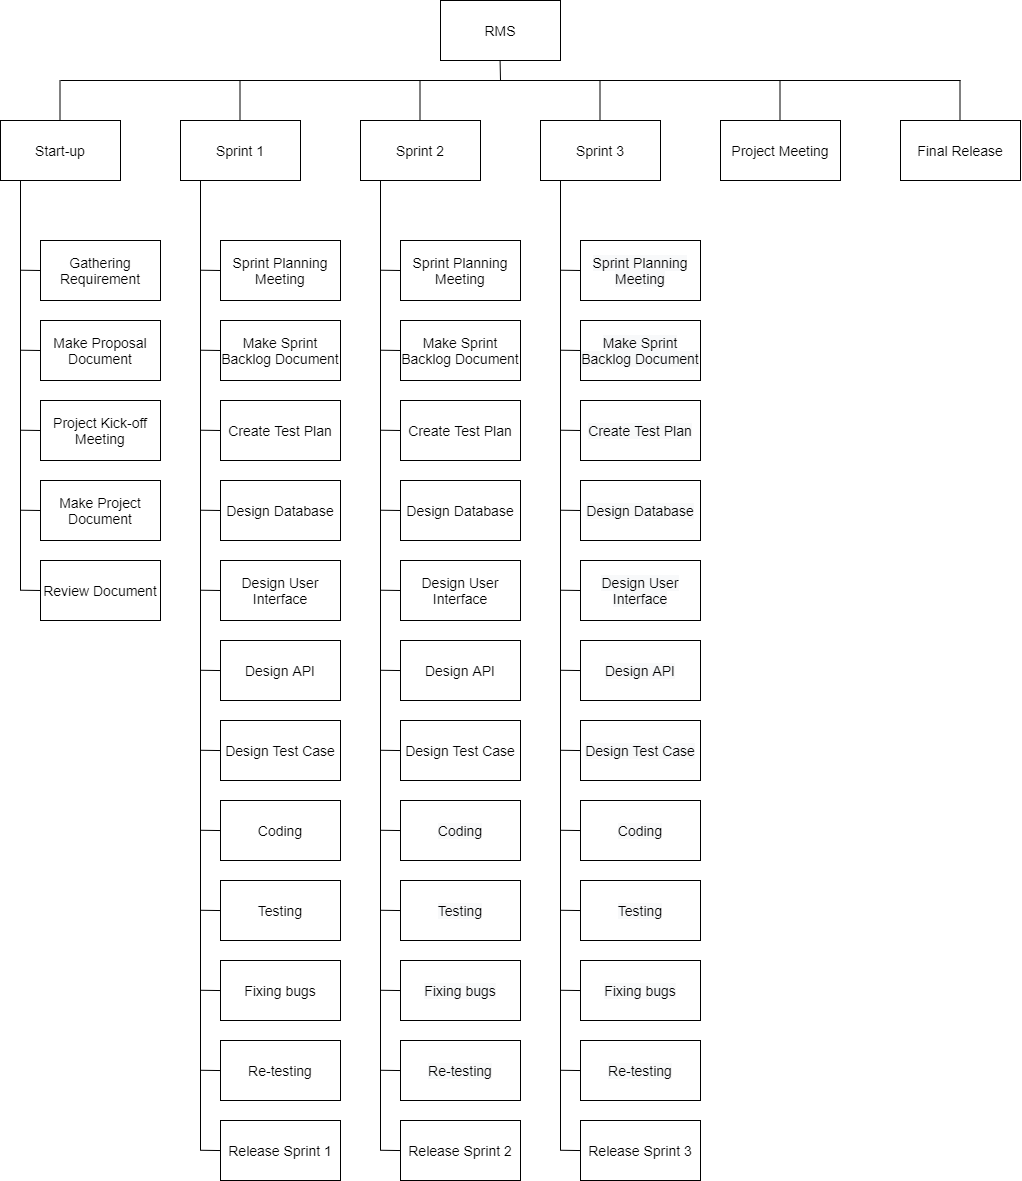 RMS
Start-up
Sprint 1
Sprint 2
Sprint 3
Project Meeting
Final Release
Gathering
Requirement
Make Proposal
Document
Project Kick-off
Meeting
Make Project
Document
Review Document
Sprint Planning
Meeting
Make Sprint
Backlog Document
Create Test Plan
Design Database
Design User
Interface
Design API
Design Test Case
Coding
Testing
Fixing bugs
Re-testing
Release Sprint 1
Sprint Planning
Meeting
Make Sprint
Backlog Document
Create Test Plan
Design Database
Design User
Interface
Design API
Design Test Case
Coding
Testing
Fixing bugs
Re-testing
Release Sprint 2
Sprint Planning
Meeting
Make Sprint
Backlog Document
Create Test Plan
Design Database
Design User
Interface
Design API
Design Test Case
Coding
Testing
Fixing bugs
Re-testing
Release Sprint 3